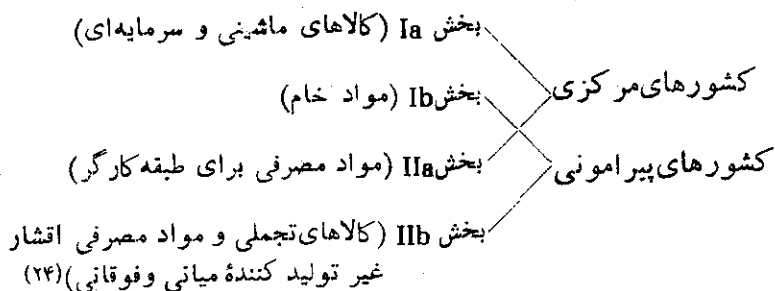 بخش Ia (کالاهای ماشینی و سرمایه‌ای)
کشورهای مرکزی
بخش Ib (مواد خام)
کشورهای پیرامونی
بخش IIa (مواد مصرفی برای طبقه کارگر)
بخش IIb (کالاهای تجملی و مواد مصرفی اقشار
غیر تولید کنندهٔ میانی و فوقانی)(۲۴)